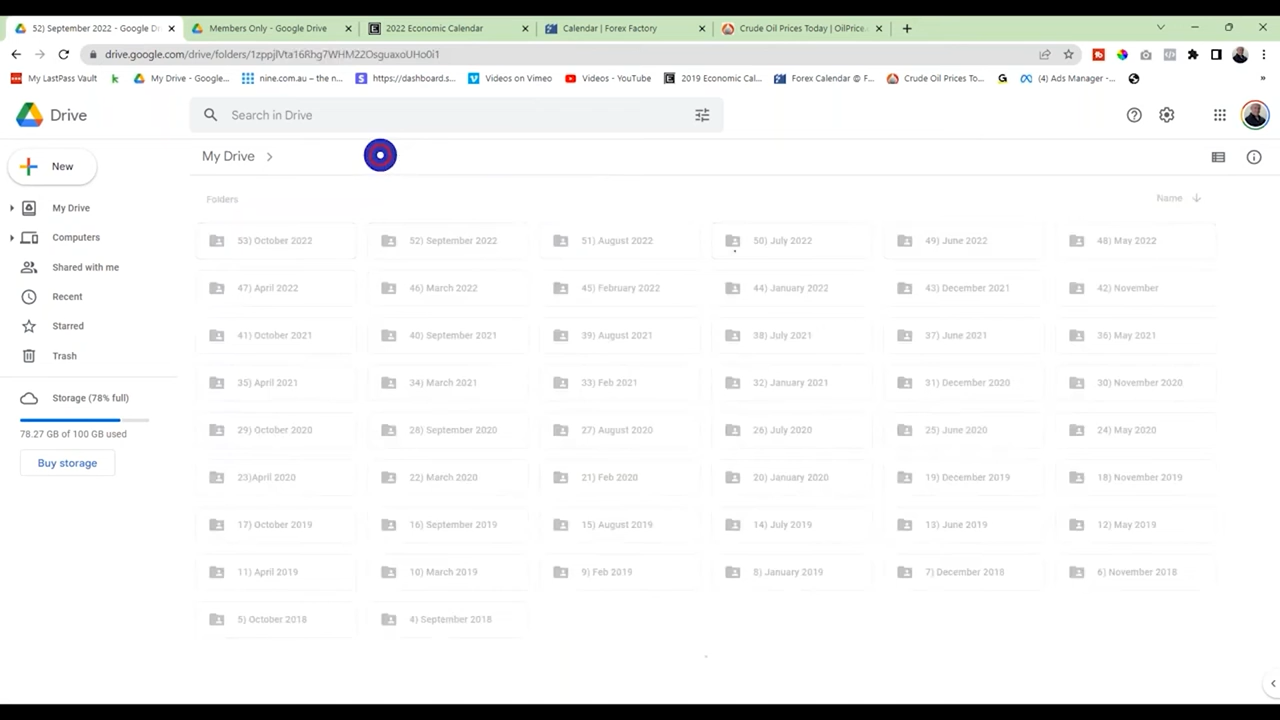 52) September 2022 - Google D
Members Only - Google Drive
2022 Economic Calendar
Calendar | Forex Factory
Crude Oil Prices Today | OilPrice.
drive.google.com/drive/folders/1zppjlVta16Rhg7WHM22OsguaxoUHo0i1
My LastPass Vault
My Drive - Google...
nine.com.au – the n...
https://dashboard.s...
Videos on Vimeo
Videos - YouTube
2019 Economic Cal...
Forex Calendar @ F...
Crude Oil Prices To...
(4) Ads Manager -...
Drive
Search in Drive
New
My Drive
My Drive
Computers
Shared with me
Recent
Starred
Trash
Storage (78% full)
78.27 GB of 100 GB used
Buy storage
Folders
Name
53) October 2022
52) September 2022
51) August 2022
50) July 2022
49) June 2022
48) May 2022
47) April 2022
46) March 2022
45) February 2022
44) January 2022
43) December 2021
42) November
41) October 2021
40) September 2021
39) August 2021
38) July 2021
37) June 2021
36) May 2021
35) April 2021
34) March 2021
33) Feb 2021
32) January 2021
31) December 2020
30) November 2020
29) October 2020
28) September 2020
27) August 2020
26) July 2020
25) June 2020
24) May 2020
23)April 2020
22) March 2020
21) Feb 2020
20) January 2020
19) December 2019
18) November 2019
17) October 2019
16) September 2019
15) August 2019
14) July 2019
13) June 2019
12) May 2019
11) April 2019
10) March 2019
9) Feb 2019
8) January 2019
7) December 2018
6) November 2018
5) October 2018
4) September 2018